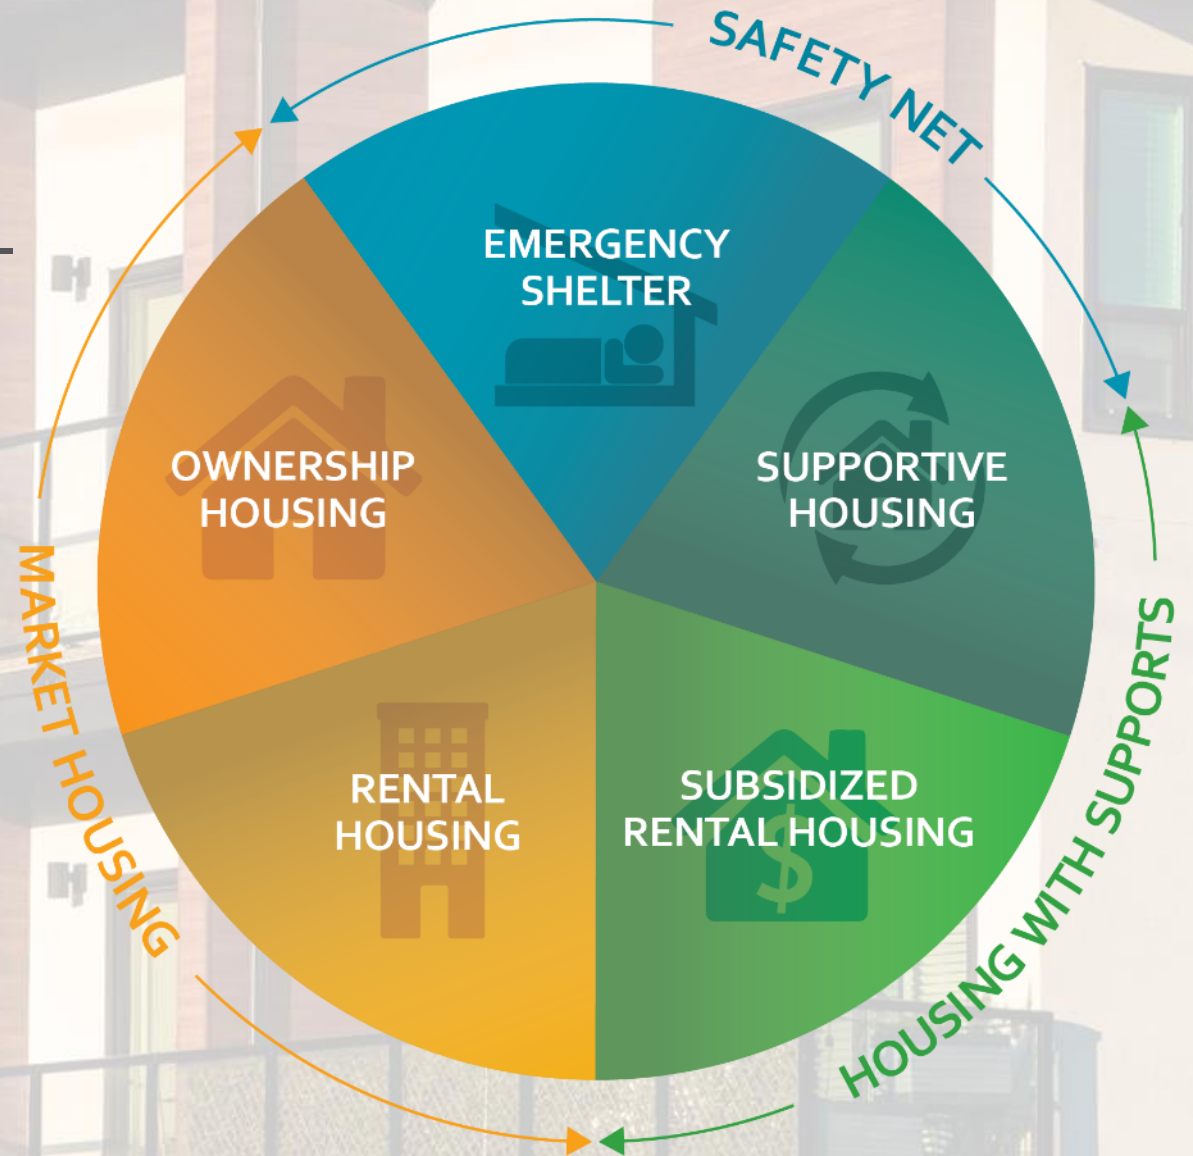 SAFETY NET
EMERGENCY
SHELTER
OWNERSHIP
HOUSING
SUPPORTIVE
HOUSING
MARKET HOUSING
RENTAL
HOUSING
SUBSIDIZED
RENTAL HOUSING
$
HOUSING WITH SUPPORTS